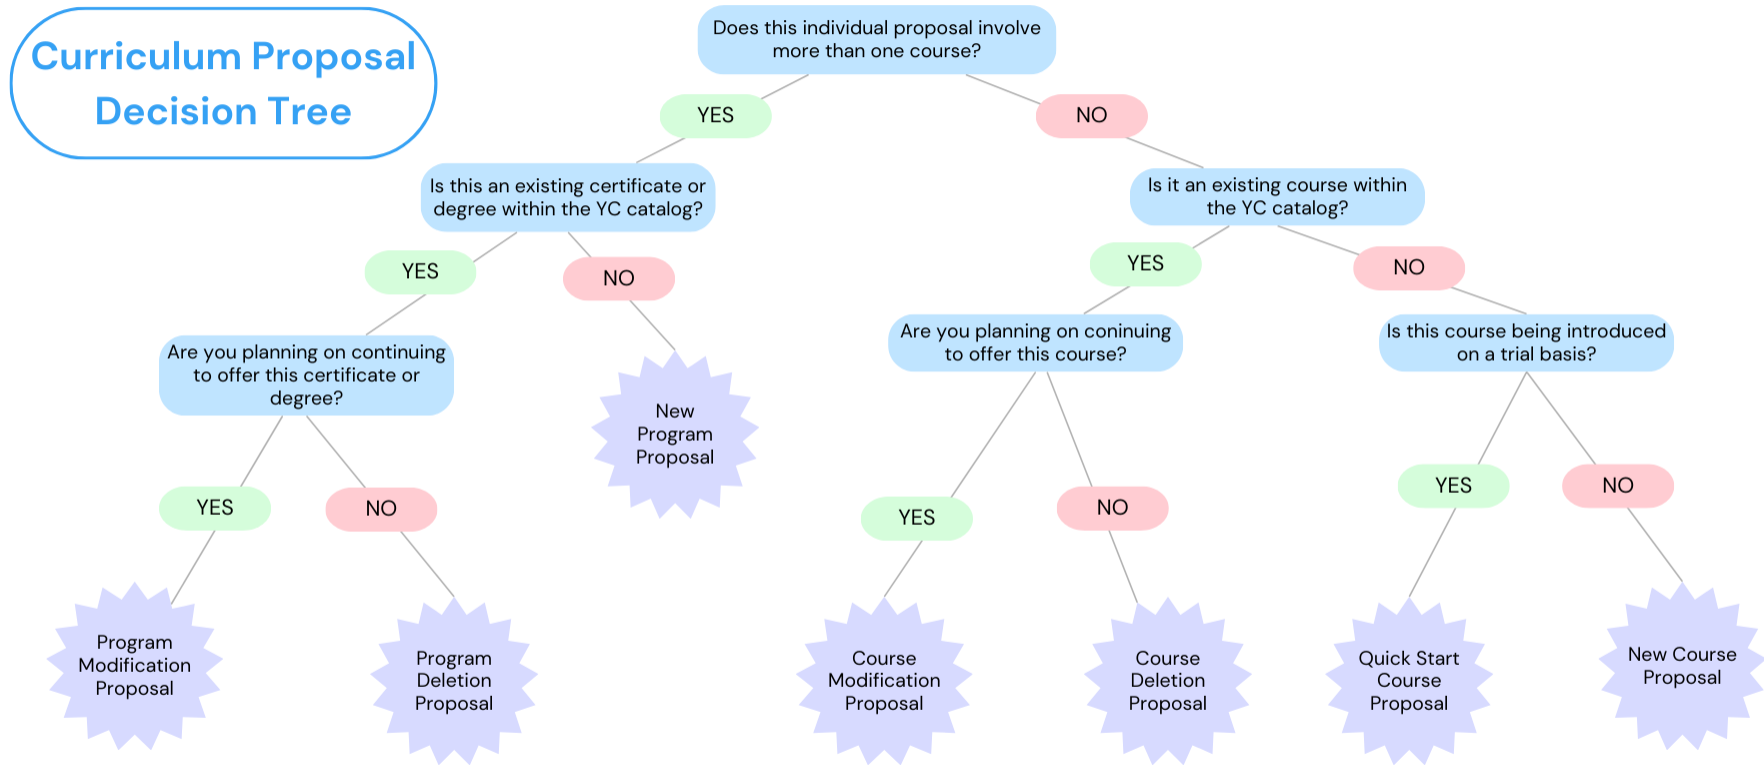 Curriculum Proposal
Decision Tree
Does this individual proposal involve
more than one course?
YES
NO
Is this an existing certificate or
degree within the YC catalog?
Is it an existing course within
the YC catalog?
YES
NO
YES
NO
Are you planning on continuing
to offer this certificate or
degree?
New
Program
Proposal
Are you planning on coninuing
to offer this course?
Is this course being introduced
on a trial basis?
YES
NO
YES
NO
YES
NO
Program
Modification
Proposal
Program
Deletion
Proposal
Course
Modification
Proposal
Course
Deletion
Proposal
Quick Start
Course
Proposal
New Course
Proposal